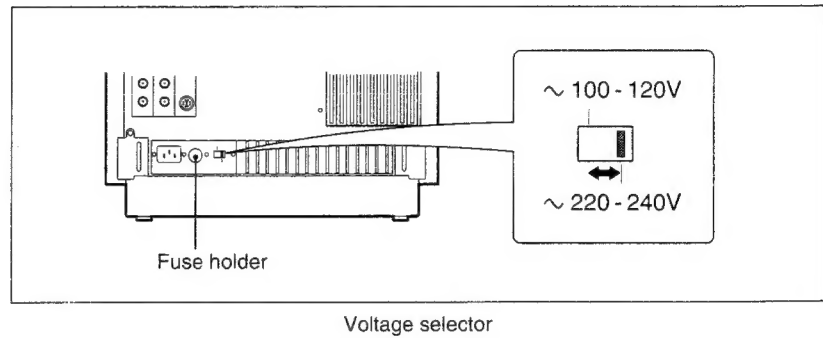 ∼ 100 - 120V
∼ 220 - 240V
Fuse holder
Voltage selector